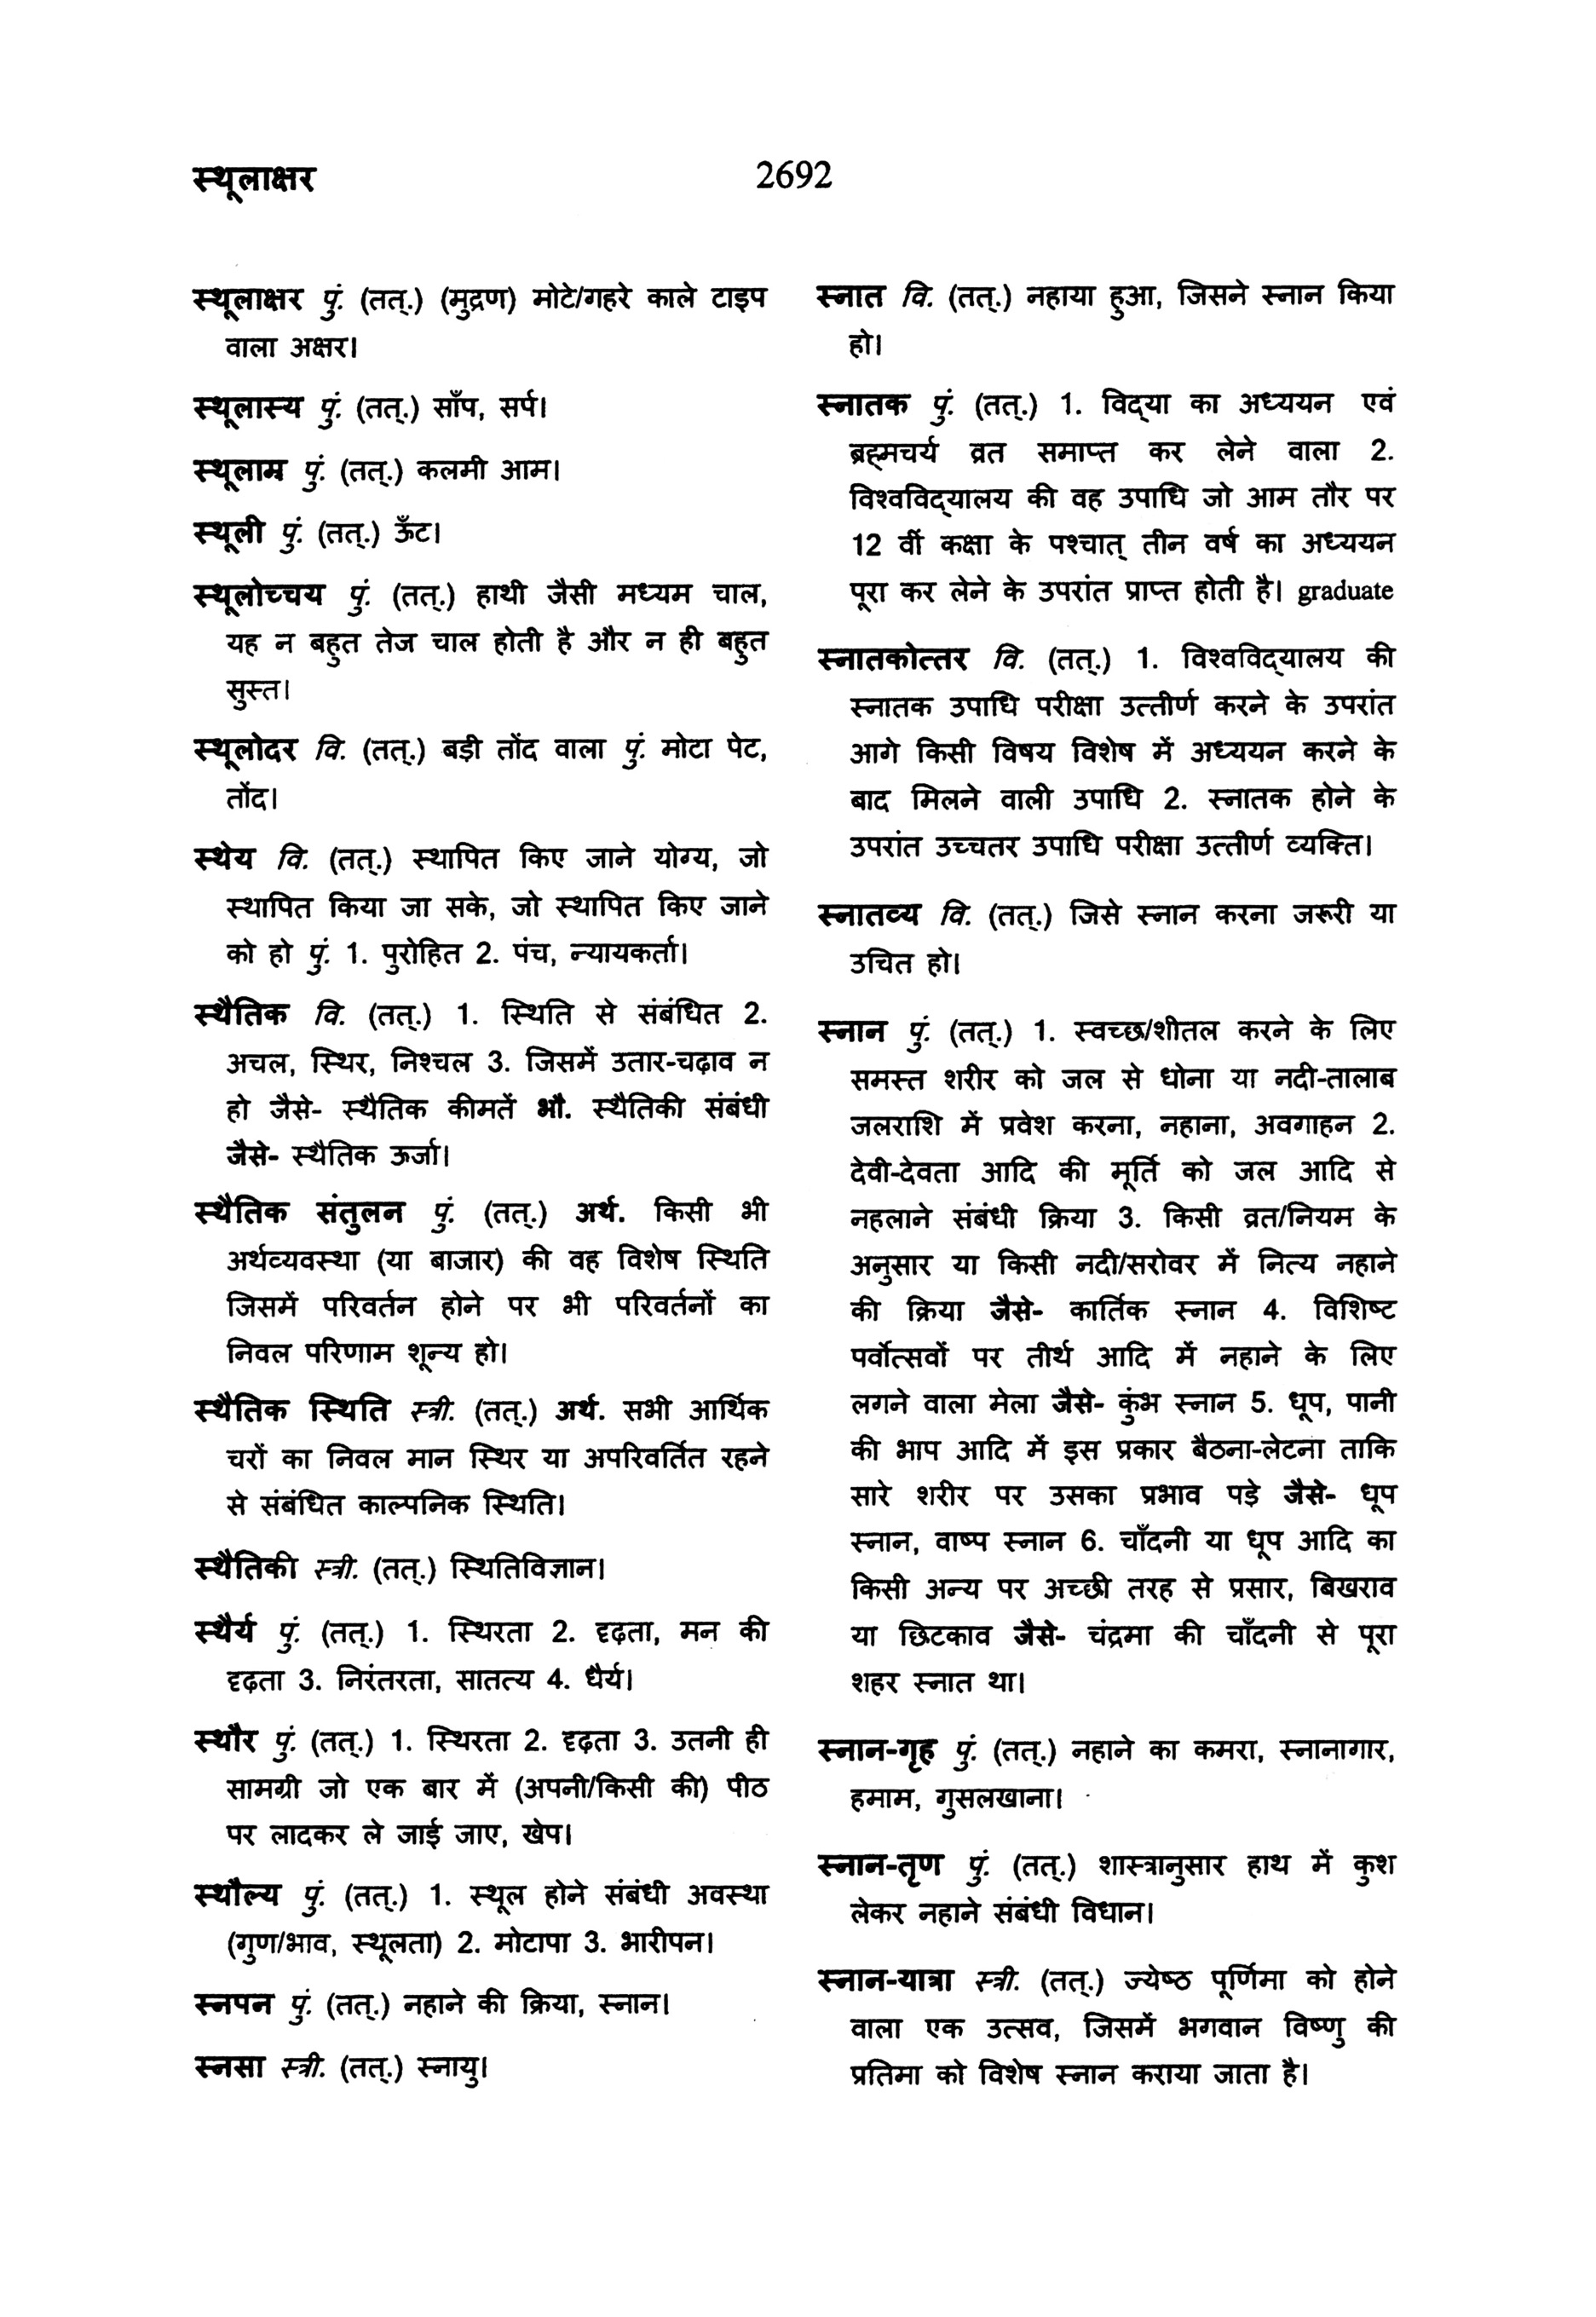 स्थूलाक्षर
2692
स्थूलाक्षर पुं. (तत्.) (मुद्रण) मोटे/गहरे काले टाइप
वाला अक्षर।
स्थूलास्य पुं. (तत्.) साँप, सर्प।
स्थूलाम्र पुं. (तत्.) कलमी आम।
स्थूली पुं. (तत्.) ऊँट।
स्थूलोच्चय पुं. (तत्.) हाथी जैसी मध्यम चाल,
यह न बहुत तेज चाल होती है और न ही बहुत
सुस्त।
स्थूलोदर वि. (तत्.) बड़ी तोंद वाला पुं. मोटा पेट,
तोंद।
स्थेय वि. (तत्.) स्थापित किए जाने योग्य, जो
स्थापित किया जा सके, जो स्थापित किए जाने
को हो पुं. 1. पुरोहित 2. पंच, न्यायकर्ता।
स्थैतिक वि. (तत्.) 1. स्थिति से संबंधित 2.
अचल, स्थिर, निश्चल 3. जिसमें उतार-चढ़ाव न
हो जैसे- स्थैतिक कीमतें भौ. स्थैतिकी संबंधी
जैसे- स्थैतिक ऊर्जा।
स्थैतिक संतुलन पुं. (तत्.) अर्थ. किसी भी
अर्थव्यवस्था (या बाजार) की वह विशेष स्थिति
जिसमें परिवर्तन होने पर भी परिवर्तनों का
निवल परिणाम शून्य हो।
स्थैतिक स्थिति स्त्री. (तत्.) अर्थ. सभी आर्थिक
चरों का निवल मान स्थिर या अपरिवर्तित रहने
से संबंधित काल्पनिक स्थिति।
स्थैतिकी स्त्री. (तत्.) स्थितिविज्ञान।
स्थैर्य पुं. (तत्.) 1. स्थिरता 2. दृढ़ता, मन की
दृढ़ता 3. निरंतरता, सातत्य 4. धैर्य।
स्थौर पुं. (तत्.) 1. स्थिरता 2. दृढ़ता 3. उतनी ही
सामग्री जो एक बार में (अपनी/किसी की) पीठ
पर लादकर ले जाई जाए, खेप।
स्थौल्य पुं. (तत्.) 1. स्थूल होने संबंधी अवस्था
(गुण/भाव, स्थूलता) 2. मोटापा 3. भारीपन।
स्नपन पुं. (तत्.) नहाने की क्रिया, स्नान।
स्नसा स्त्री. (तत्.) स्नायु।
स्नात वि. (तत्.) नहाया हुआ, जिसने स्नान किया
हो।
स्नातक पुं. (तत्.) 1. विद्‌या का अध्ययन एवं
ब्रह्मचर्य व्रत समाप्त कर लेने वाला 2.
विश्वविद्‌यालय की वह उपाधि जो आम तौर पर
12 वीं कक्षा के पश्चात् तीन वर्ष का अध्ययन
पूरा कर लेने के उपरांत प्राप्त होती है। graduate
स्नातकोत्तर वि. (तत्.) 1. विश्वविद्‌यालय की
स्नातक उपाधि परीक्षा उत्तीर्ण करने के उपरांत
आगे किसी विषय विशेष में अध्ययन करने के
बाद मिलने वाली उपाधि 2. स्नातक होने के
उपरांत उच्चतर उपाधि परीक्षा उत्तीर्ण व्यक्ति।
स्नातव्य वि. (तत्.) जिसे स्नान करना जरूरी या
उचित हो।
स्नान पुं. (तत्.) 1. स्वच्छ/शीतल करने के लिए
समस्त शरीर को जल से धोना या नदी-तालाब
जलराशि में प्रवेश करना, नहाना, अवगाहन 2.
देवी-देवता आदि की मूर्ति को जल आदि से
नहलाने संबंधी क्रिया 3. किसी व्रत/नियम के
अनुसार या किसी नदी/सरोवर में नित्य नहाने
की क्रिया जैसे- कार्तिक स्नान 4. विशिष्ट
पर्वोत्सवों पर तीर्थ आदि में नहाने के लिए
लगने वाला मेला जैसे- कुंभ स्नान 5. धूप, पानी
की भाप आदि में इस प्रकार बैठना-लेटना ताकि
सारे शरीर पर उसका प्रभाव पड़े जैसे- धूप
स्नान, वाष्प स्नान 6. चाँदनी या धूप आदि का
किसी अन्य पर अच्छी तरह से प्रसार, बिखराव
या छिटकाव जैसे- चंद्रमा की चाँदनी से पूरा
शहर स्नात था।
स्नान-गृह पुं. (तत्.) नहाने का कमरा, स्नानागार,
हमाम, गुसलखाना।
स्नान-तृण पुं. (तत्.) शास्त्रानुसार हाथ में कुश
लेकर नहाने संबंधी विधान।
स्नान-यात्रा स्त्री. (तत्.) ज्येष्ठ पूर्णिमा को होने
वाला एक उत्सव, जिसमें भगवान विष्णु की
प्रतिमा को विशेष स्नान कराया जाता है।